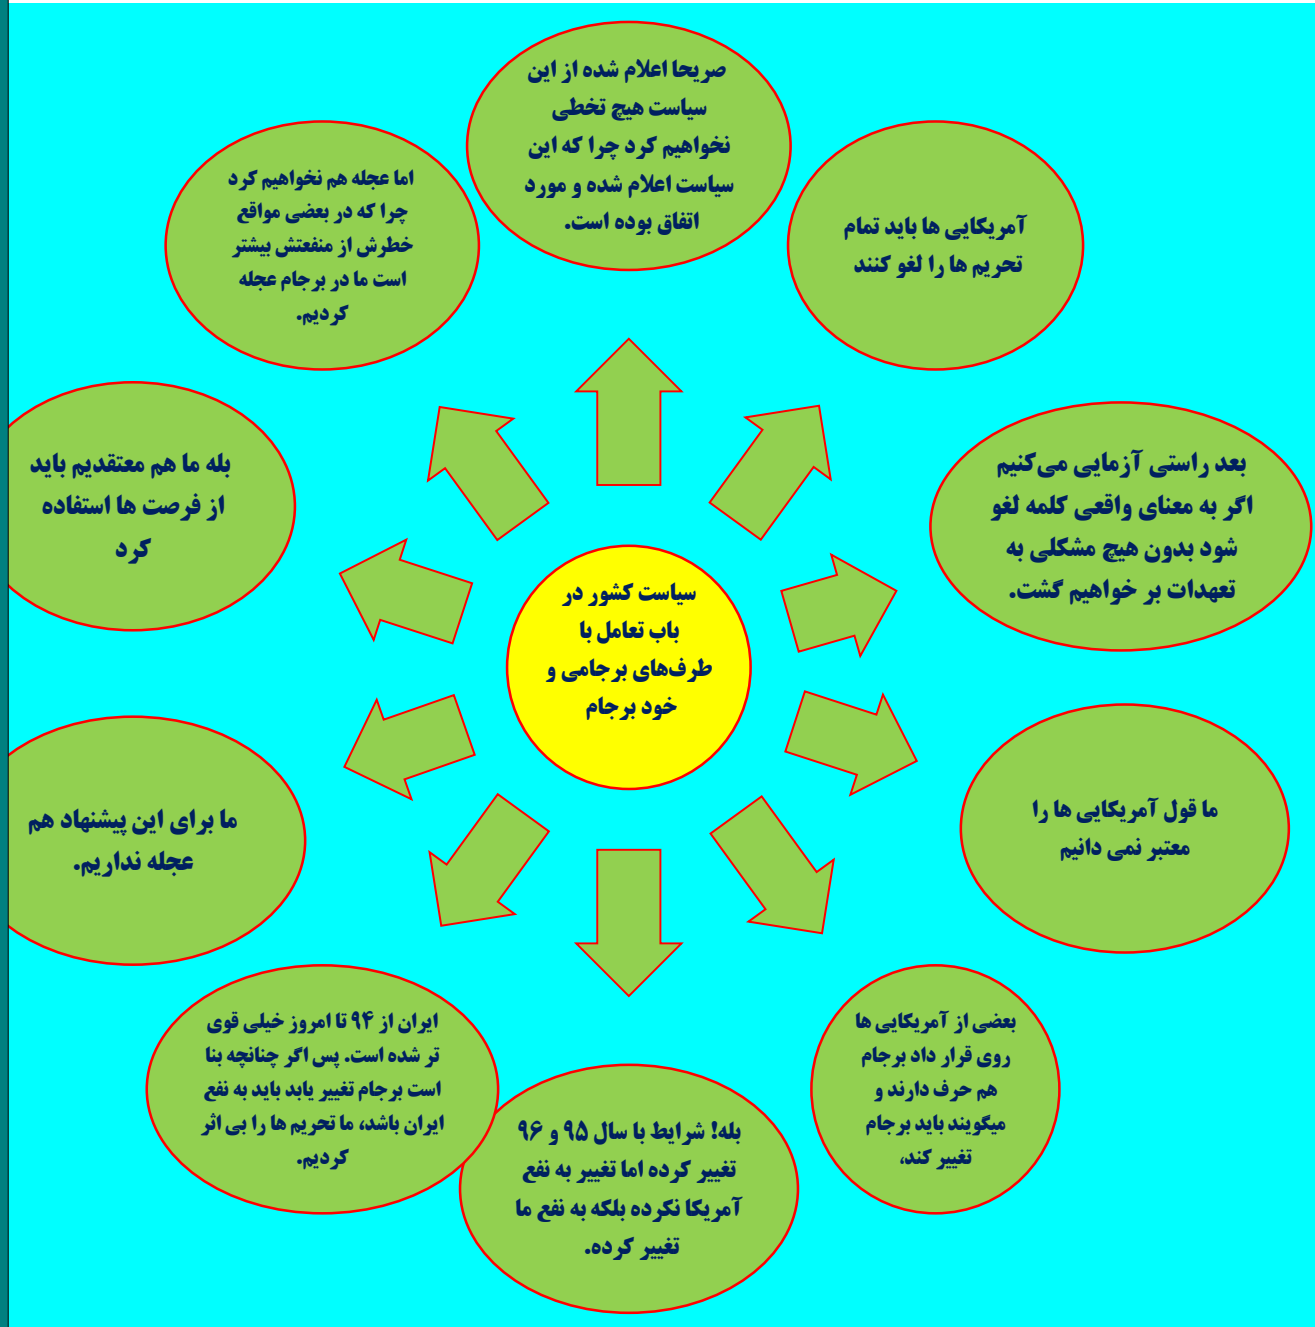 سیاست کشور در
باب تعامل با
طرف‌های برجامی و
خود برجام
صریحا اعلام شده از این
سیاست هیچ تخطی
نخواهیم کرد چرا که این
سیاست اعلام شده و مورد
اتفاق بوده است.
آمریکایی ها باید تمام
تحریم ها را لغو کنند
بعد راستی آزمایی می‌کنیم
اگر به معنای واقعی کلمه لغو
شود بدون هیچ مشکلی به
تعهدات بر خواهیم گشت.
ما قول آمریکایی ها را
معتبر نمی دانیم
بعضی از آمریکایی ها
روی قرار داد برجام
هم حرف دارند و
میگویند باید برجام
تغییر کند،
بله! شرایط با سال ۹۵ و ۹۶
تغییر کرده اما تغییر به نفع
آمریکا نکرده بلکه به نفع ما
تغییر کرده.
ایران از ۹۴ تا امروز خیلی قوی
تر شده است. پس اگر چنانچه بنا
است برجام تغییر یابد باید به نفع
ایران باشد، ما تحریم ها را بی اثر
کردیم.
ما برای این پیشنهاد هم
عجله نداریم.
بله ما هم معتقدیم باید
از فرصت ها استفاده
کرد
اما عجله هم نخواهیم کرد
چرا که در بعضی مواقع
خطرش از منفعتش بیشتر
است ما در برجام عجله
کردیم.